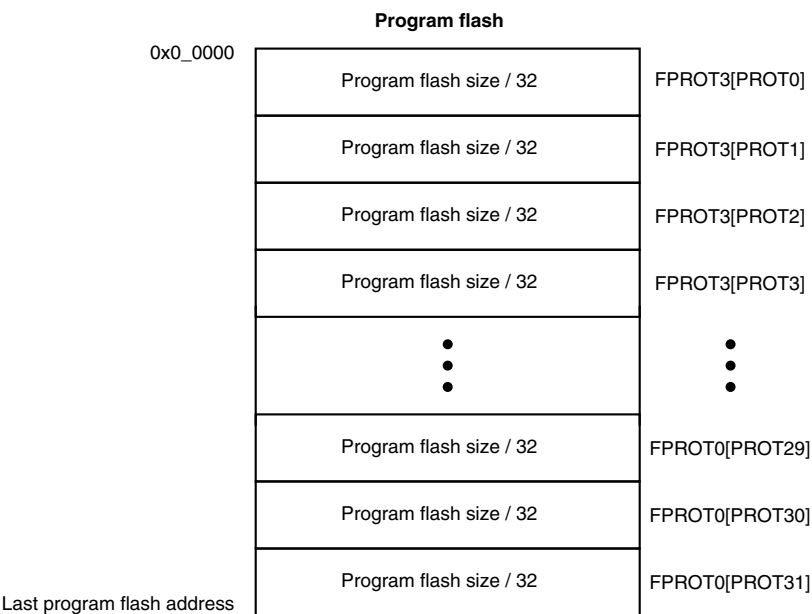 Program flash
0x0_0000
Program flash size / 32
FPROT3[PROT0]
Program flash size / 32
FPROT3[PROT1]
Program flash size / 32
FPROT3[PROT2]
Program flash size / 32
FPROT3[PROT3]
Program flash size / 32
FPROT0[PROT29]
Program flash size / 32
FPROT0[PROT30]
Program flash size / 32
FPROT0[PROT31]
Last program flash address